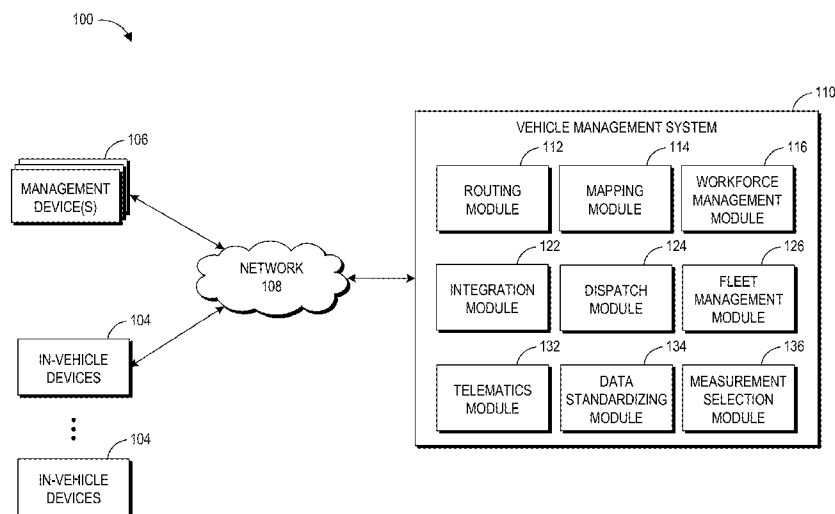 100
106
MANAGEMENT
DEVICE(S)
NETWORK
108
104
IN-VEHICLE
DEVICES
104
IN-VEHICLE
DEVICES
110
VEHICLE MANAGEMENT SYSTEM
112
ROUTING
MODULE
114
MAPPING
MODULE
116
WORKFORCE
MANAGEMENT
MODULE
122
INTEGRATION
MODULE
124
DISPATCH
MODULE
126
FLEET
MANAGEMENT
MODULE
132
TELEMATICS
MODULE
134
DATA
STANDARDIZING
MODULE
136
MEASUREMENT
SELECTION
MODULE